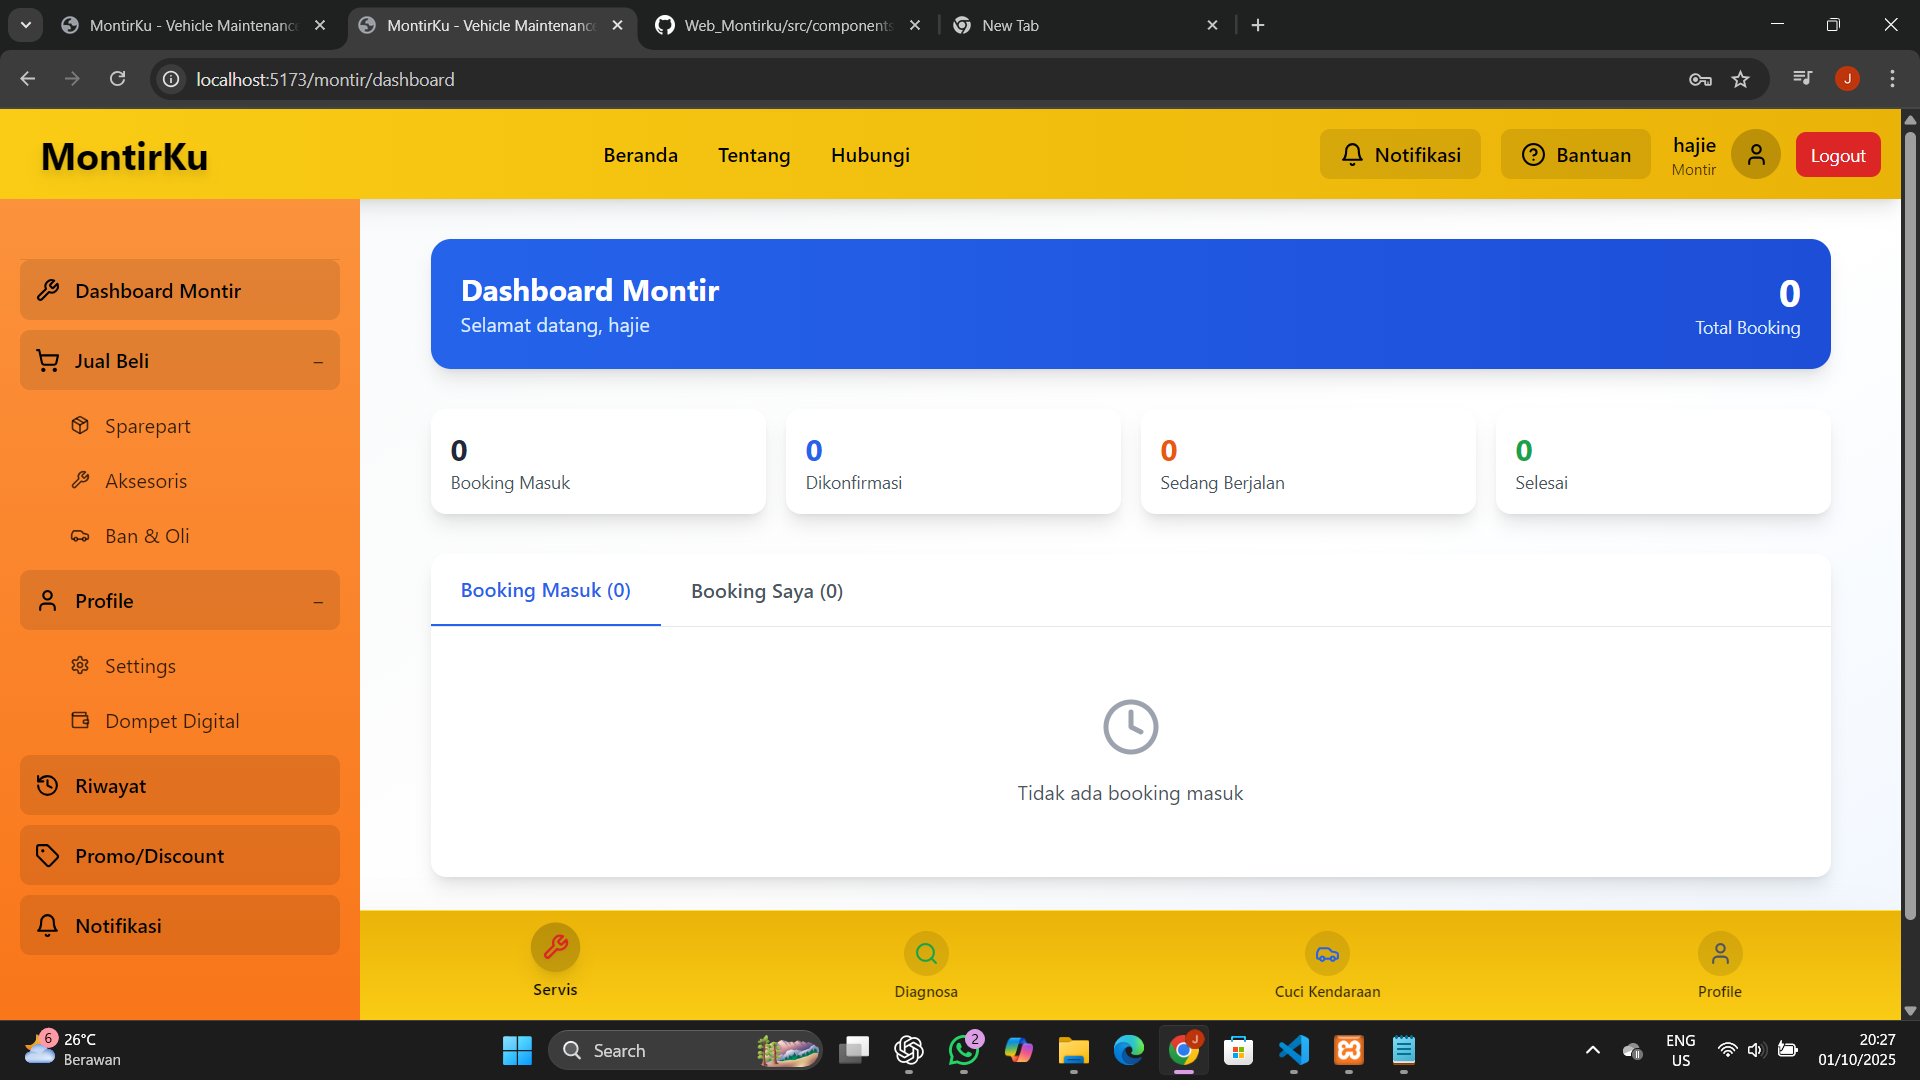 MontirKu - Vehicle Maintenance
MontirKu - Vehicle Maintenance
Web_Montirku/src/components
New Tab
localhost:5173/montir/dashboard
J
MontirKu
Beranda
Tentang
Hubungi
Notifikasi
Bantuan
hajie
Montir
Logout
Dashboard Montir
Jual Beli
–
Sparepart
Aksesoris
Ban & Oli
Profile
–
Settings
Dompet Digital
Riwayat
Promo/Discount
Notifikasi
Dashboard Montir
Selamat datang, hajie
0
Total Booking
0
Booking Masuk
0
Dikonfirmasi
0
Sedang Berjalan
0
Selesai
Booking Masuk (0)
Booking Saya (0)
Tidak ada booking masuk
Servis
Diagnosa
Cuci Kendaraan
Profile
6
26°C
Berawan
Search
2
J
ENG
US
20:27
01/10/2025